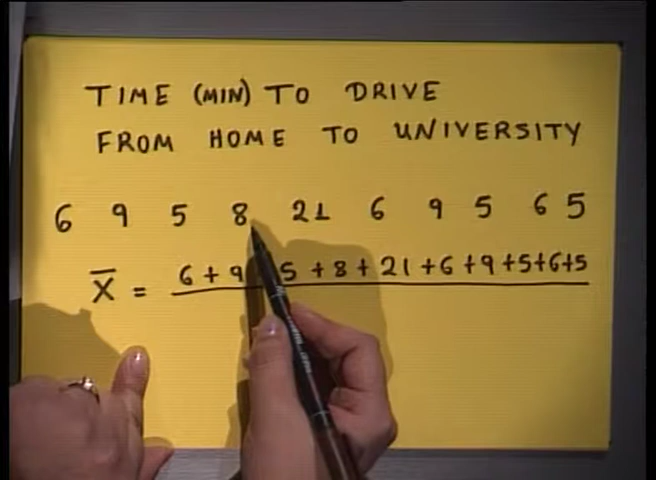 TIME (MIN) TO DRIVE
FROM HOME TO UNIVERSITY
6 9 5 8 21 6 9 5 6 5
X̅ = 6 + 9 5 + 8 + 21 + 6 + 9 + 5 + 6 + 5